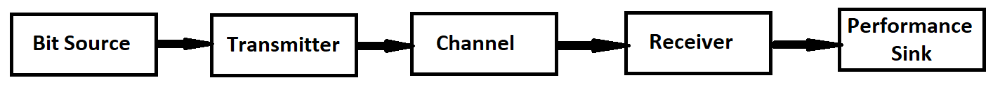 Bit Source
Transmitter
Channel
Receiver
Performance
Sink